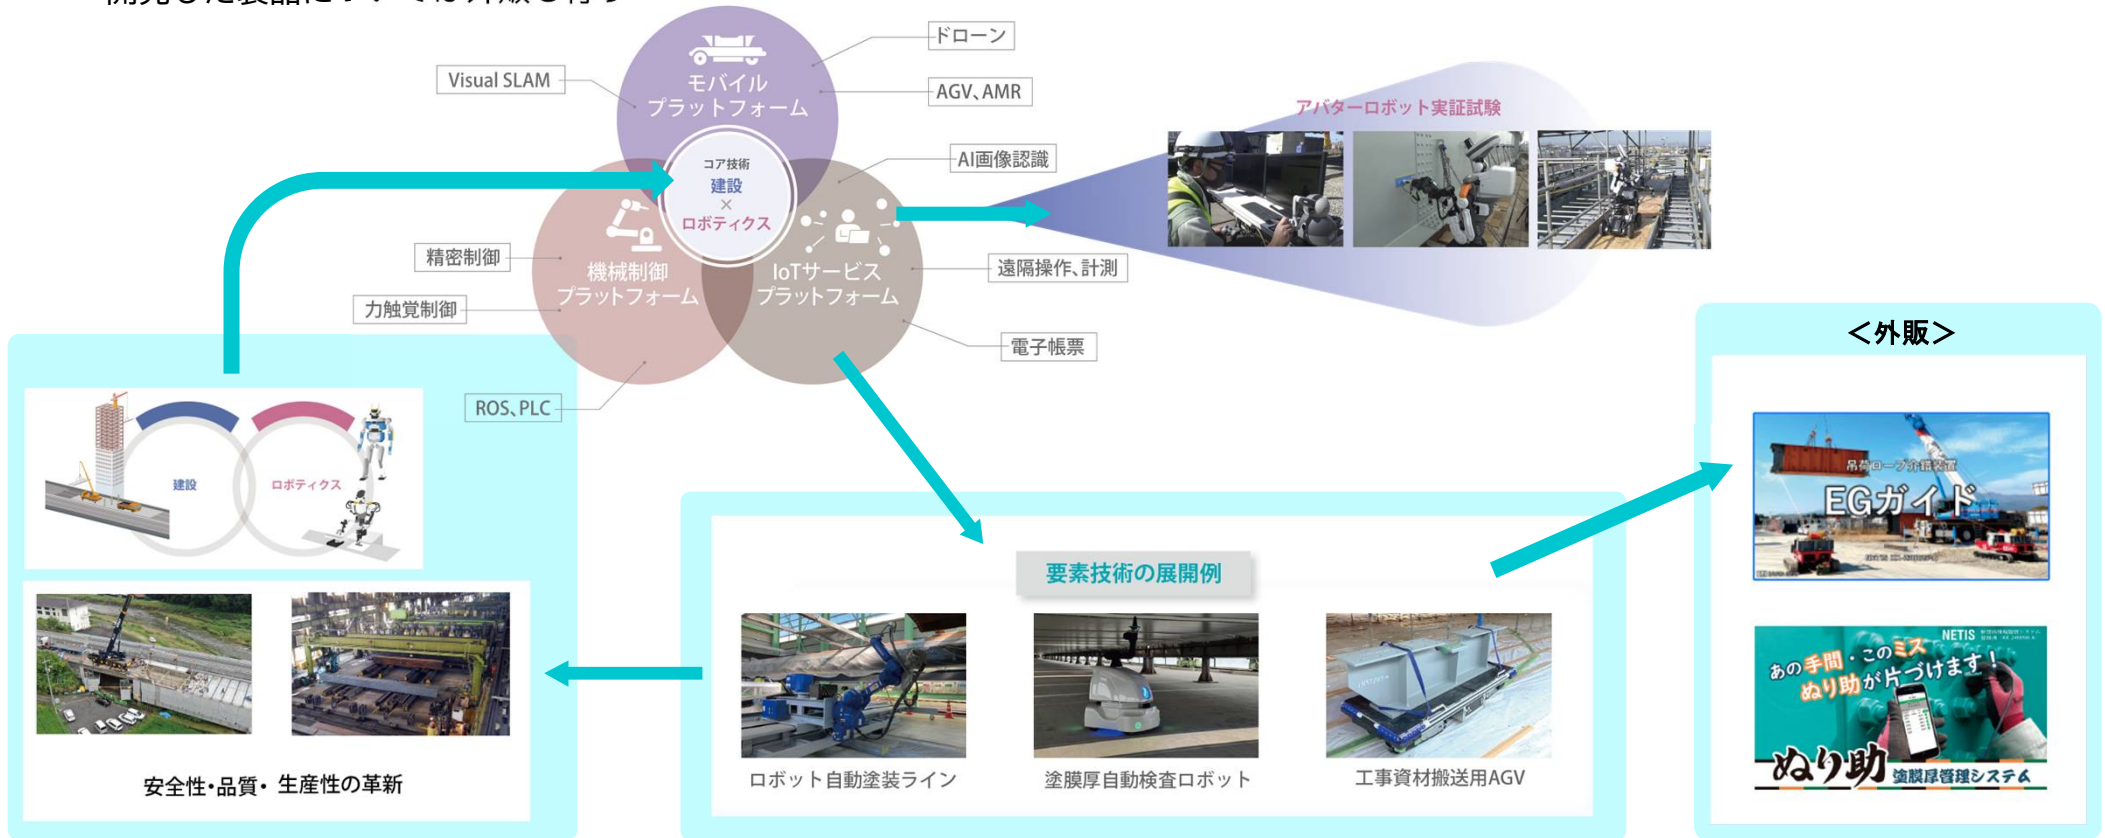 ドローン
Visual SLAM
モバイル
プラットフォーム
AGV、AMR
アバターロボット実証試験
コア技術
建設
×
ロボティクス
AI画像認識
精密制御
機械制御
プラットフォーム
IoTサービス
プラットフォーム
遠隔操作、計測
力触覚制御
電子帳票
ROS、PLC
＜外販＞
建設
ロボティクス
吊荷ロープ介錯装置
EGガイド
要素技術の展開例
NETIS
あの手間・このミス
ぬり助が片づけます！
ぬり助 塗膜厚管理システム
ロボット自動塗装ライン
塗膜厚自動検査ロボット
工事資材搬送用AGV
安全性・品質・生産性の革新